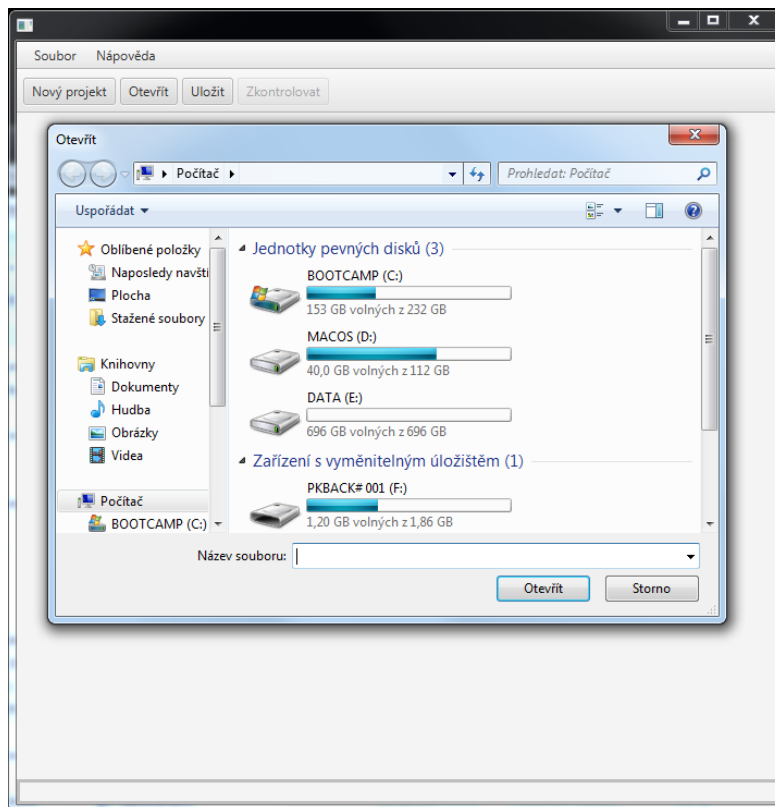 Soubor Nápověda
Nový projekt Otevřít Uložit Zkontrolovat
Otevřít
Počítač
Prohledat: Počítač
Uspořádat
Oblíbené položky
Naposledy navští
Plocha
Stažené soubory
Knihovny
Dokumenty
Hudba
Obrázky
Videa
Počítač
BOOTCAMP (C:)
Jednotky pevných disků (3)
BOOTCAMP (C:)
153 GB volných z 232 GB
MACOS (D:)
40,0 GB volných z 112 GB
DATA (E:)
696 GB volných z 696 GB
Zařízení s vyměnitelným úložištěm (1)
PKBACK# 001 (F:)
1,20 GB volných z 1,86 GB
Název souboru:
Otevřít Storno